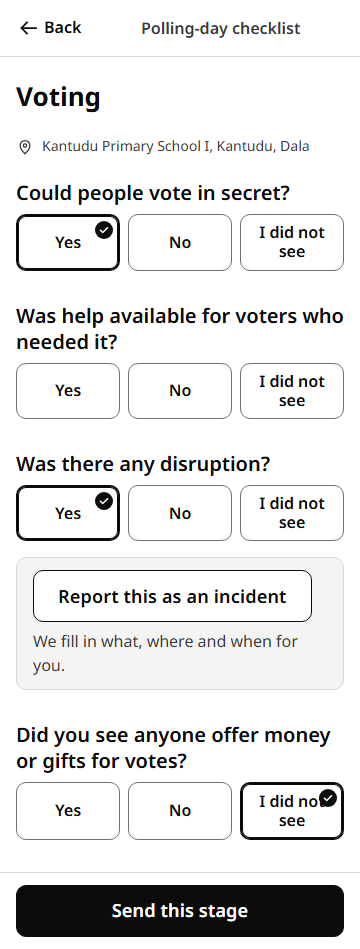 Back
Polling-day checklist
Voting
Kantudu Primary School I, Kantudu, Dala
Could people vote in secret?
Yes
No
I did not
see
Was help available for voters who
needed it?
Yes
No
I did not
see
Was there any disruption?
Yes
No
I did not
see
Report this as an incident
We fill in what, where and when for
you.
Did you see anyone offer money
or gifts for votes?
Yes
No
I did not
see
Send this stage